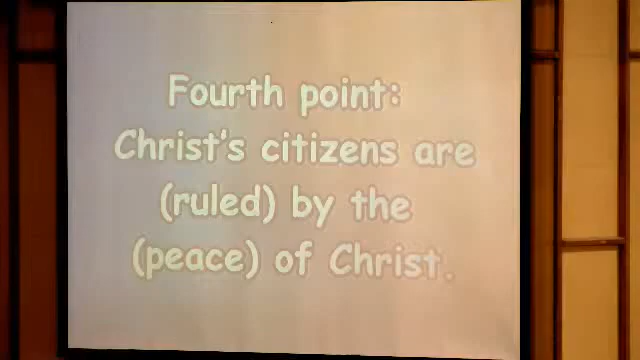 Fourth point:
Christ's citizens are
(ruled) by the
(peace) of Christ.